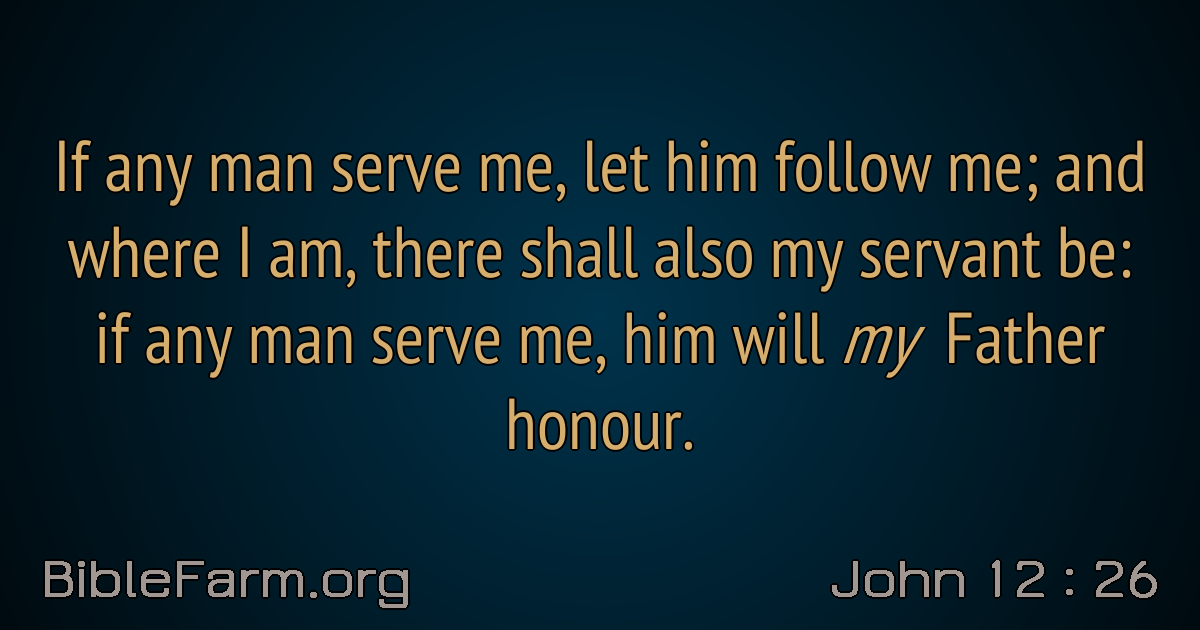 If any man serve me, let him follow me; and
where I am, there shall also my servant be:
if any man serve me, him will my Father
honour.
BibleFarm.org
John 12 : 26